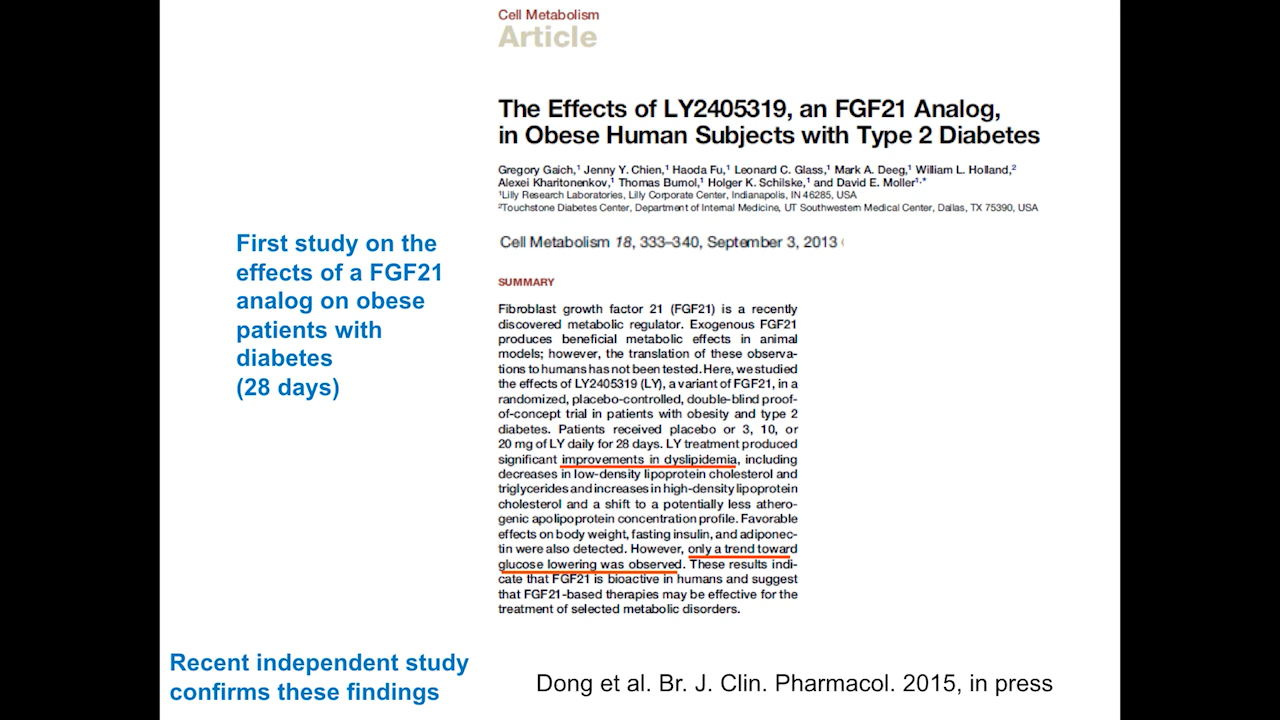 Cell Metabolism
Article
The Effects of LY2405319, an FGF21 Analog,
in Obese Human Subjects with Type 2 Diabetes
Gregory Gaich,¹ Jenny Y. Chien,¹ Haoda Fu,¹ Leonard C. Glass,¹ Mark A. Deeg,¹ William L. Holland,²
Alexei Kharitonenkov,¹ Thomas Bumol,¹ Holger K. Schilske,¹ and David E. Moller¹,*
¹Lilly Research Laboratories, Lilly Corporate Center, Indianapolis, IN 46285, USA
²Touchstone Diabetes Center, Department of Internal Medicine, UT Southwestern Medical Center, Dallas, TX 75390, USA
Cell Metabolism 18, 333–340, September 3, 2013
First study on the
effects of a FGF21
analog on obese
patients with
diabetes
(28 days)
SUMMARY
Fibroblast growth factor 21 (FGF21) is a recently
discovered metabolic regulator. Exogenous FGF21
produces beneficial metabolic effects in animal
models; however, the translation of these observa-
tions to humans has not been tested. Here, we studied
the effects of LY2405319 (LY), a variant of FGF21, in a
randomized, placebo-controlled, double-blind proof-
of-concept trial in patients with obesity and type 2
diabetes. Patients received placebo or 3, 10, or
20 mg of LY daily for 28 days. LY treatment produced
significant improvements in dyslipidemia, including
decreases in low-density lipoprotein cholesterol and
triglycerides and increases in high-density lipoprotein
cholesterol and a shift to a potentially less athero-
genic apolipoprotein concentration profile. Favorable
effects on body weight, fasting insulin, and adiponec-
tin were also detected. However, only a trend toward
glucose lowering was observed. These results indi-
cate that FGF21 is bioactive in humans and suggest
that FGF21-based therapies may be effective for the
treatment of selected metabolic disorders.
Recent independent study
confirms these findings
Dong et al. Br. J. Clin. Pharmacol. 2015, in press